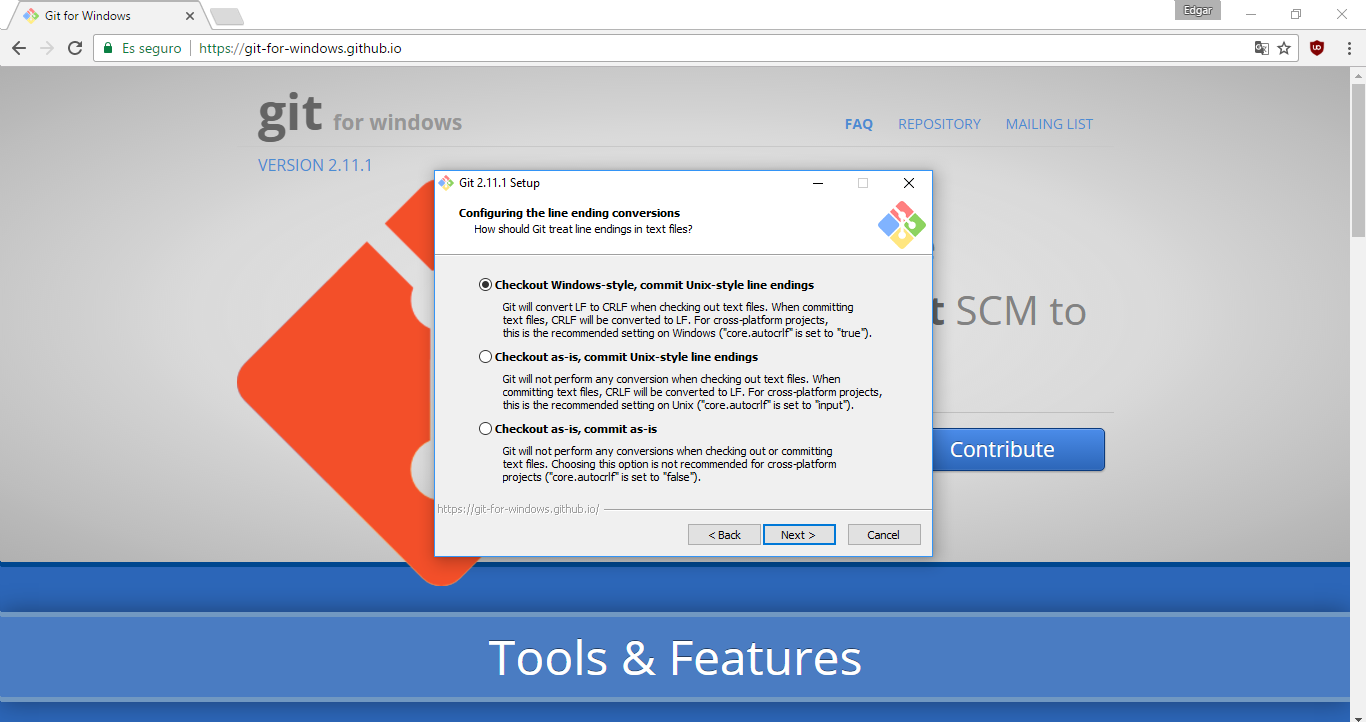 Git for Windows
Edgar
Es seguro
https://git-for-windows.github.io
git for windows
FAQ REPOSITORY MAILING LIST
VERSION 2.11.1
Git 2.11.1 Setup
Configuring the line ending conversions
How should Git treat line endings in text files?
Checkout Windows-style, commit Unix-style line endings
Git will convert LF to CRLF when checking out text files. When committing
text files, CRLF will be converted to LF. For cross-platform projects,
this is the recommended setting on Windows ("core.autocrlf" is set to "true").
Checkout as-is, commit Unix-style line endings
Git will not perform any conversion when checking out text files. When
committing text files, CRLF will be converted to LF. For cross-platform projects,
this is the recommended setting on Unix ("core.autocrlf" is set to "input").
Checkout as-is, commit as-is
Git will not perform any conversions when checking out or committing
text files. Choosing this option is not recommended for cross-platform
projects ("core.autocrlf" is set to "false").
https://git-for-windows.github.io/
< Back Next > Cancel
SCM to
Contribute
Tools & Features